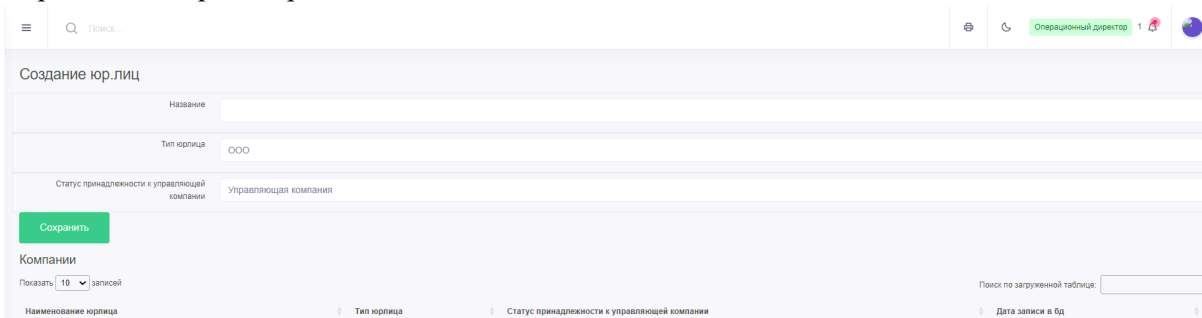 Поиск...
Операционный директор 1
Создание юр.лиц
Название
Тип юрлица
ООО
Статус принадлежности к управляющей
компании
Управляющая компания
Сохранить
Компании
Показать 10 записей
Поиск по загруженной таблице:
Наименование юрлица Тип юрлица Статус принадлежности к управляющей компании Дата записи в бд